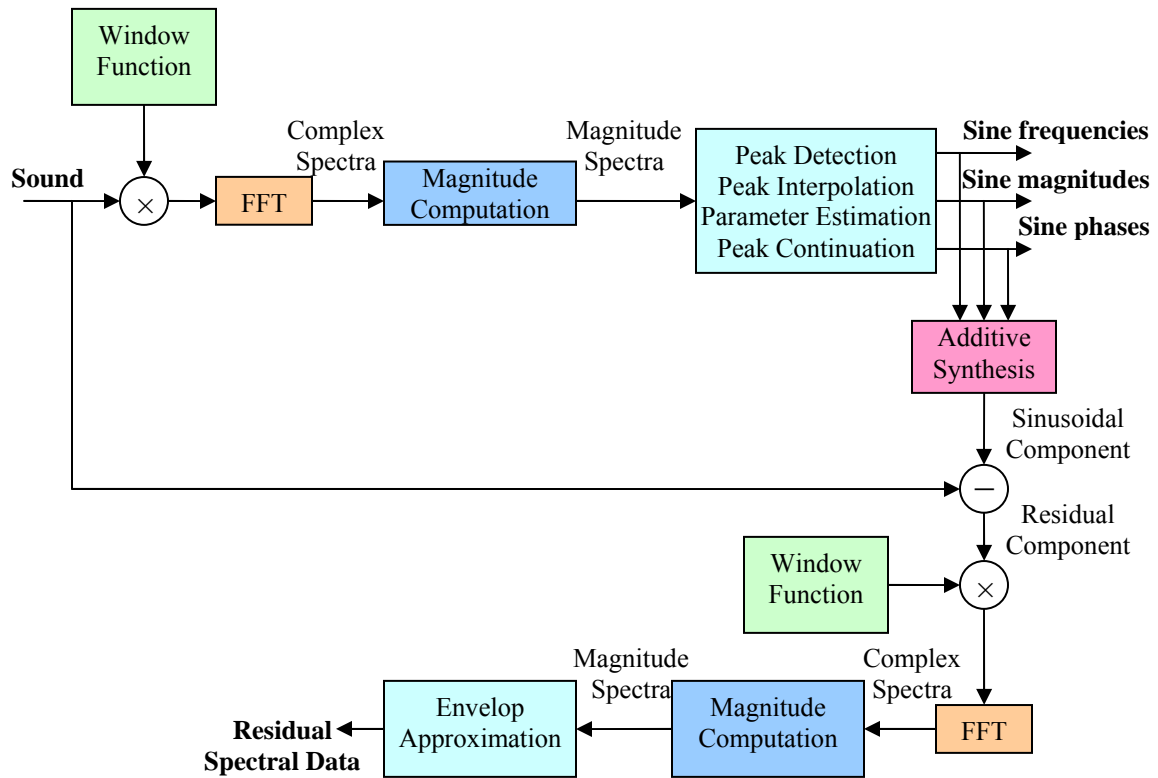 Window
Function
Sound
×
FFT
Complex
Spectra
Magnitude
Computation
Magnitude
Spectra
Peak Detection
Peak Interpolation
Parameter Estimation
Peak Continuation
Sine frequencies
Sine magnitudes
Sine phases
Additive
Synthesis
Sinusoidal
Component
−
Residual
Component
Window
Function
×
FFT
Complex
Spectra
Magnitude
Computation
Magnitude
Spectra
Envelop
Approximation
Residual
Spectral Data